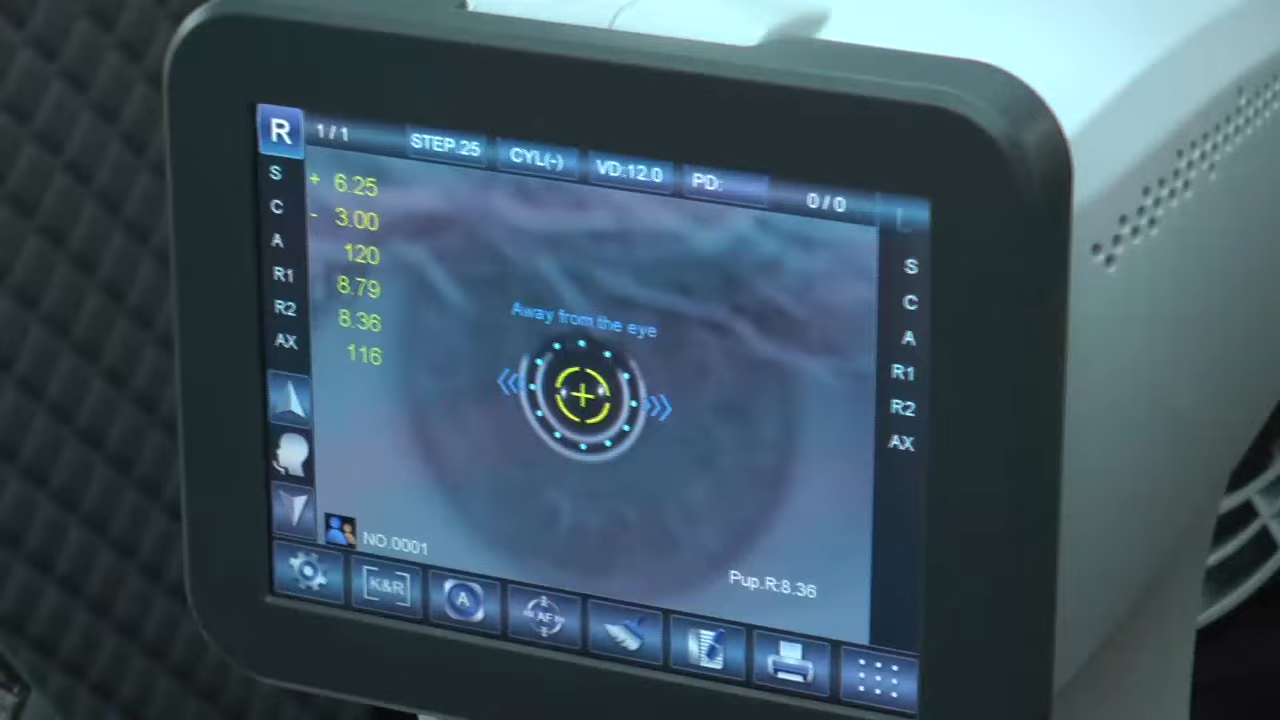 R 1/1 STEP.25 CYL(-) VD:12.0 PD: 0/0 L
S + 6.25
C - 3.00
A 120
R1 8.79
R2 8.36
AX 116
S
C
A
R1
R2
AX
Away from the eye
NO.0001
Pup.R:8.36
K&R
A
AF